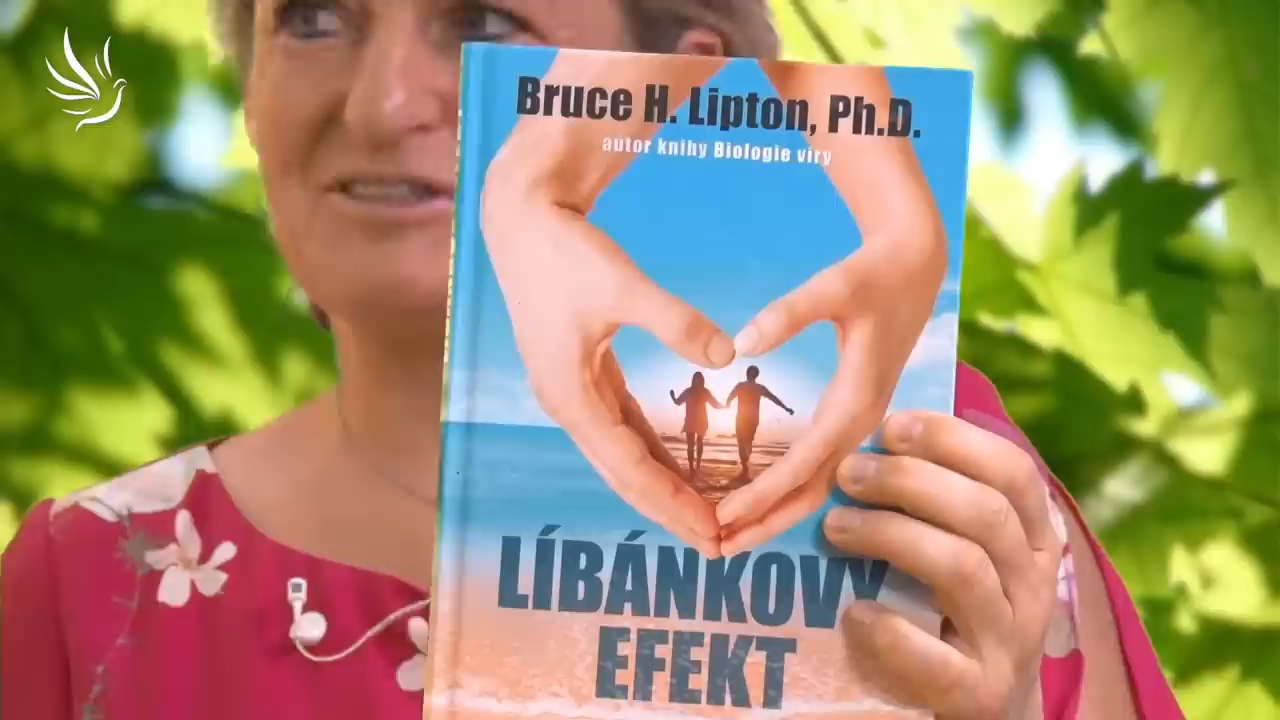 Bruce H. Lipton, Ph.D.
autor knihy Biologie víry
LÍBÁNKOVÝ
EFEKT